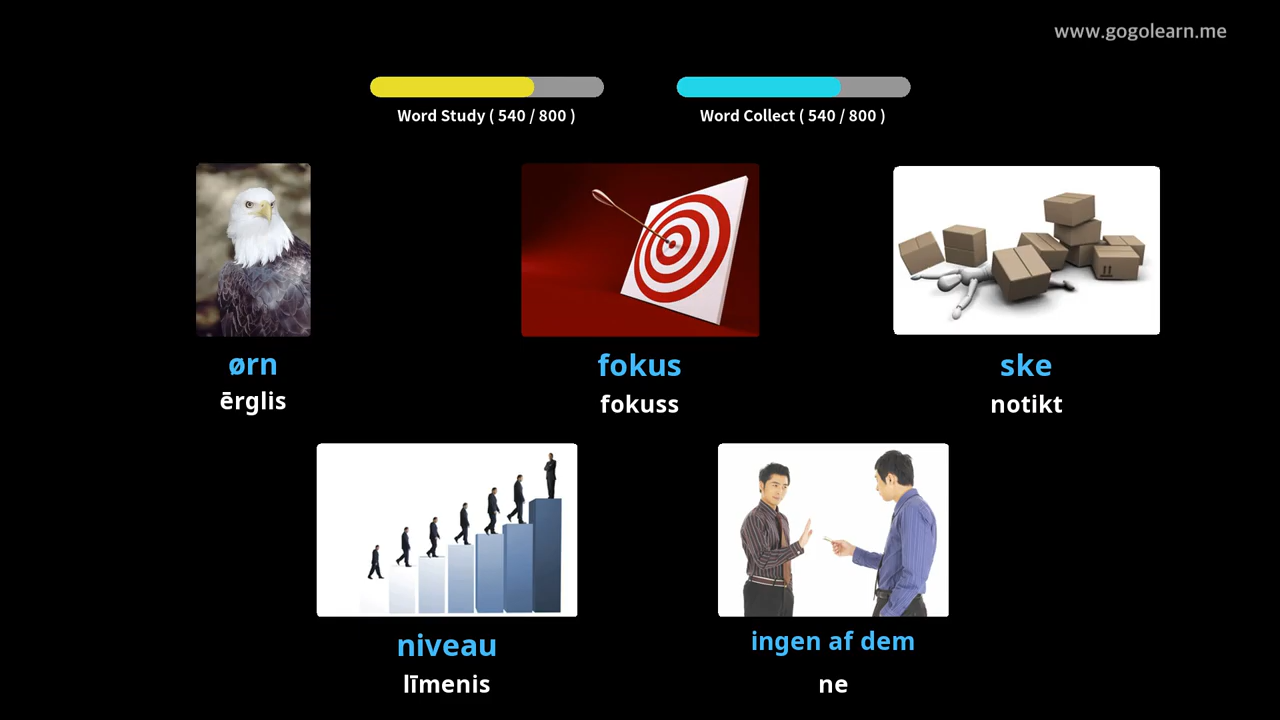 www.gogolearn.me
Word Study ( 540 / 800 )
Word Collect ( 540 / 800 )
ørn
ērglis
fokus
fokuss
ske
notikt
niveau
līmenis
ingen af dem
ne